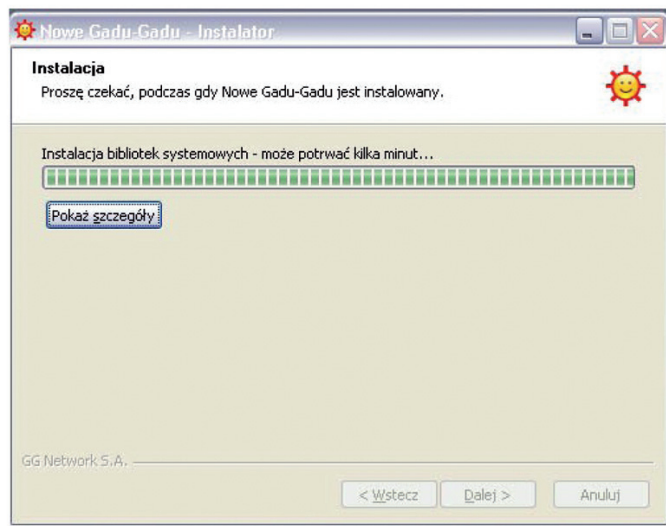 Nowe Gadu-Gadu - Instalator
Instalacja
Proszę czekać, podczas gdy Nowe Gadu-Gadu jest instalowany.
Instalacja bibliotek systemowych - może potrwać kilka minut...
Pokaż szczegóły
GG Network S.A.
< Wstecz
Dalej >
Anuluj